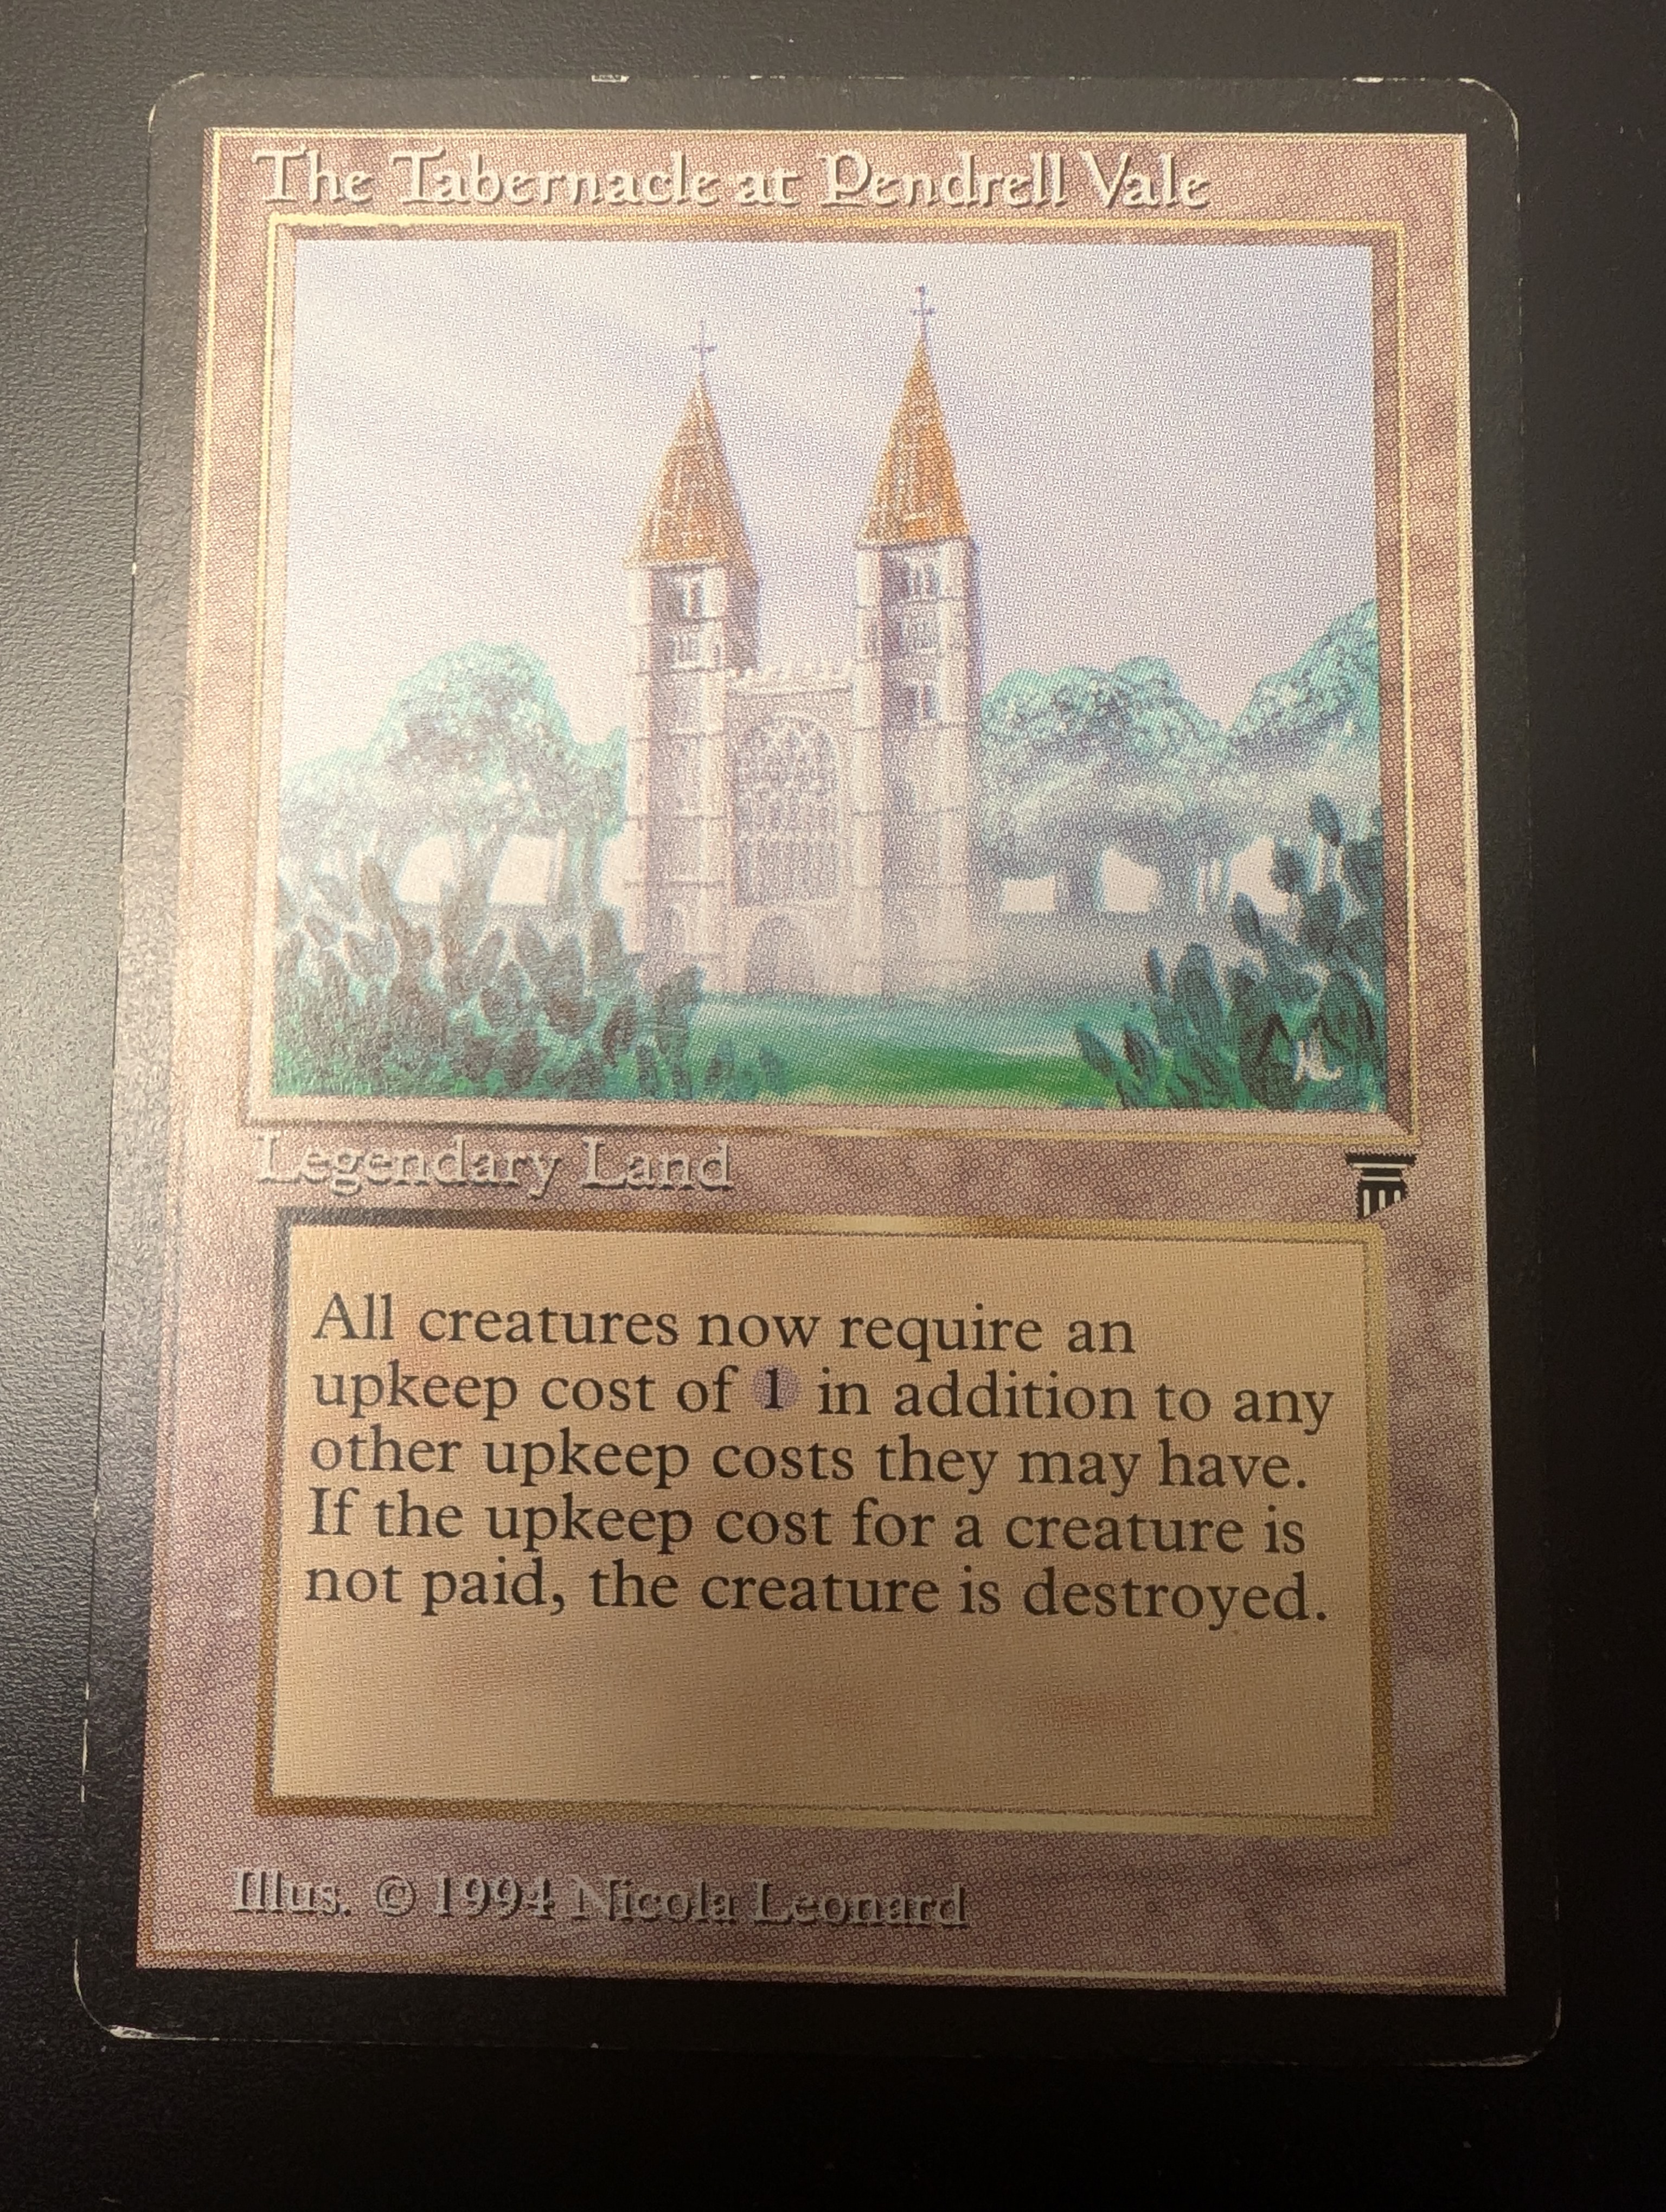 The Tabernacle at Pendrell Vale
NL
Legendary Land
All creatures now require an
upkeep cost of 1 in addition to any
other upkeep costs they may have.
If the upkeep cost for a creature is
not paid, the creature is destroyed.
Illus. © 1994 Nicola Leonard